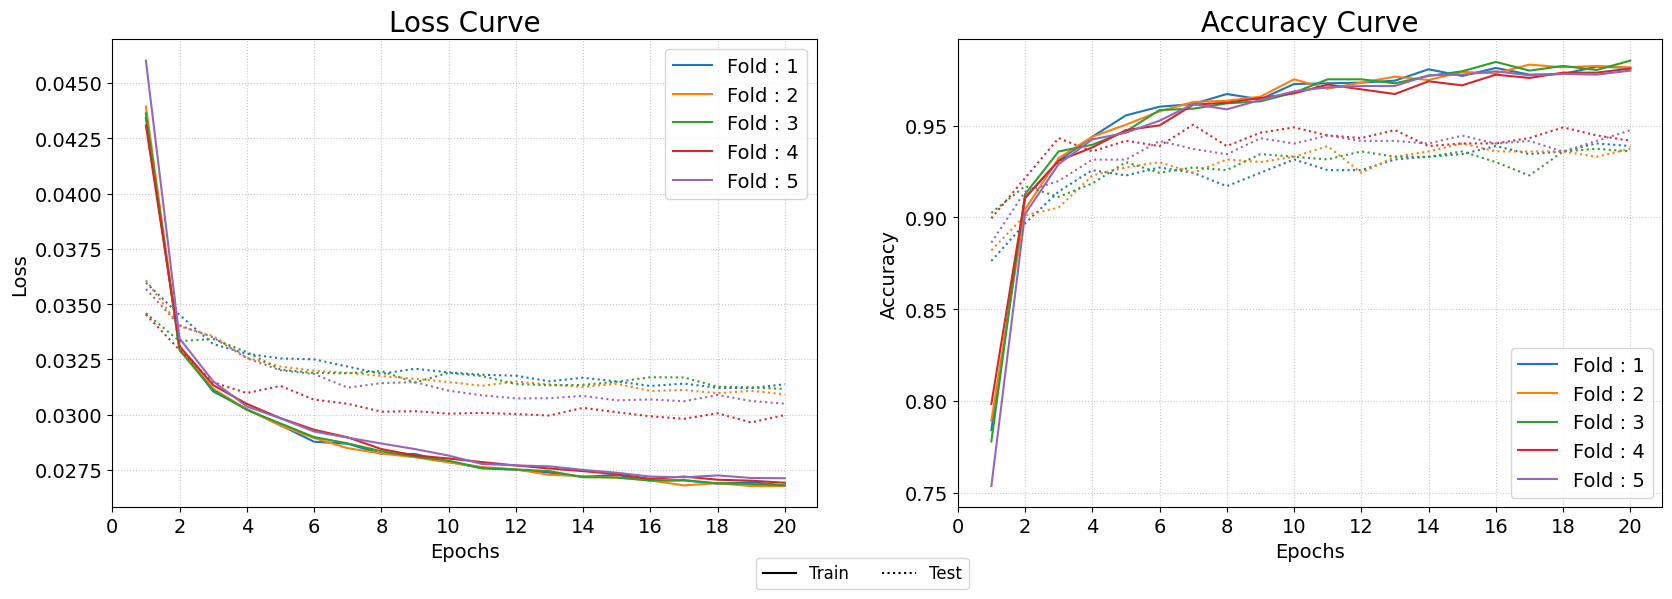 Loss Curve
0.0450
0.0425
0.0400
0.0375
0.0350
0.0325
0.0300
0.0275
Loss
0 2 4 6 8 10 12 14 16 18 20
Epochs
Fold : 1
Fold : 2
Fold : 3
Fold : 4
Fold : 5
Accuracy Curve
0.95
0.90
0.85
0.80
0.75
Accuracy
0 2 4 6 8 10 12 14 16 18 20
Epochs
Fold : 1
Fold : 2
Fold : 3
Fold : 4
Fold : 5
Train Test